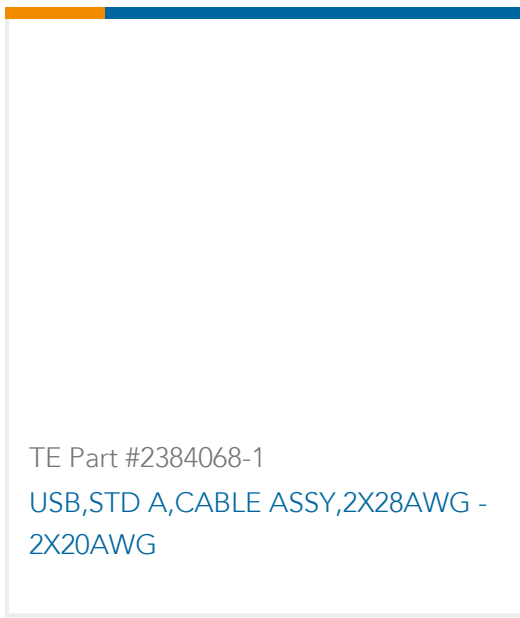 TE Part #2384068-1
USB,STD A,CABLE ASSY,2X28AWG -
2X20AWG